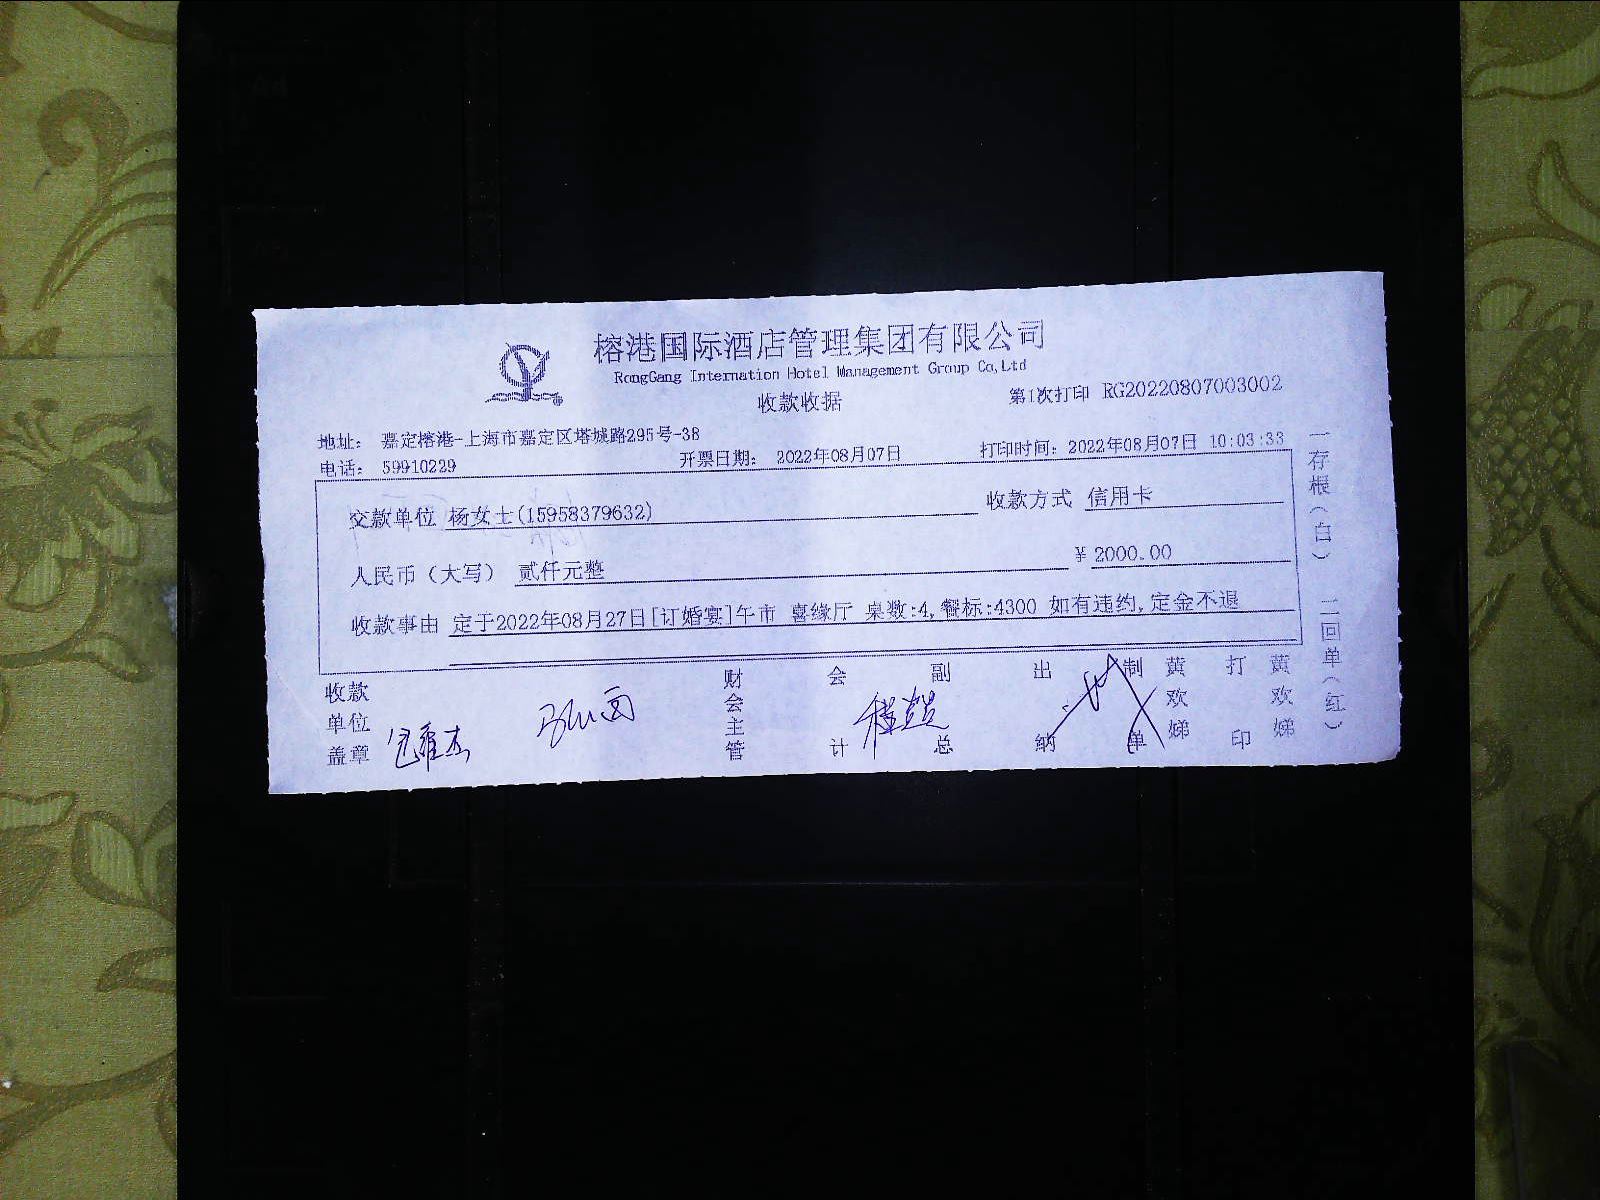 榕港国际酒店管理集团有限公司
RongGang Internation Hotel Management Group Co,Ltd
收款收据
第1次打印 RG20220807003002
地址： 嘉定榕港-上海市嘉定区塔城路295号-38
电话： 59910229 开票日期： 2022年08月07日 打印时间：2022年08月07日 10:03:33
交款单位 杨女士(15958379632) 收款方式 信用卡
人民币（大写） 贰仟元整 ¥ 2000.00
收款事由 定于2022年08月27日[订婚宴]午市 喜缘厅 桌数:4,餐标:4300 如有违约,定金不退
收款单位盖章
财会主管
会计
副总
出纳
制单 黄欢娣
打印 黄欢娣
一存根（白） 二回单（红）